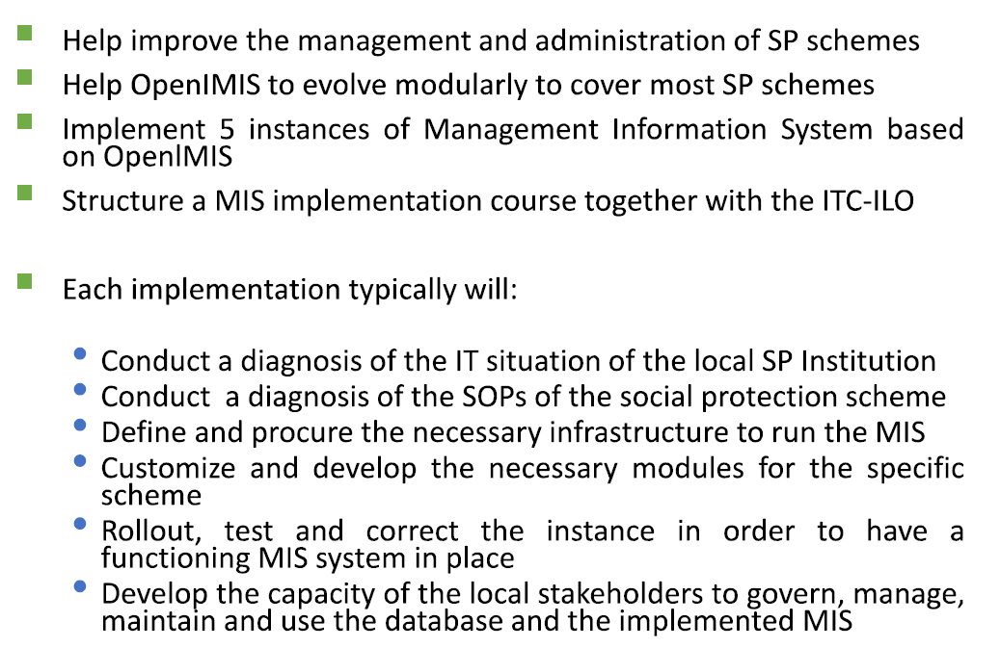 Help improve the management and administration of SP schemes
Help OpenIMIS to evolve modularly to cover most SP schemes
Implement 5 instances of Management Information System based
on OpenlMIS
Structure a MIS implementation course together with the ITC-ILO
Each implementation typically will:
Conduct a diagnosis of the IT situation of the local SP Institution
Conduct  a diagnosis of the SOPs of the social protection scheme
Define and procure the necessary infrastructure to run the MIS
Customize and develop the necessary modules for the specific
scheme
Rollout, test and correct the instance in order to have a
functioning MIS system in place
Develop the capacity of the local stakeholders to govern, manage,
maintain and use the database and the implemented MIS